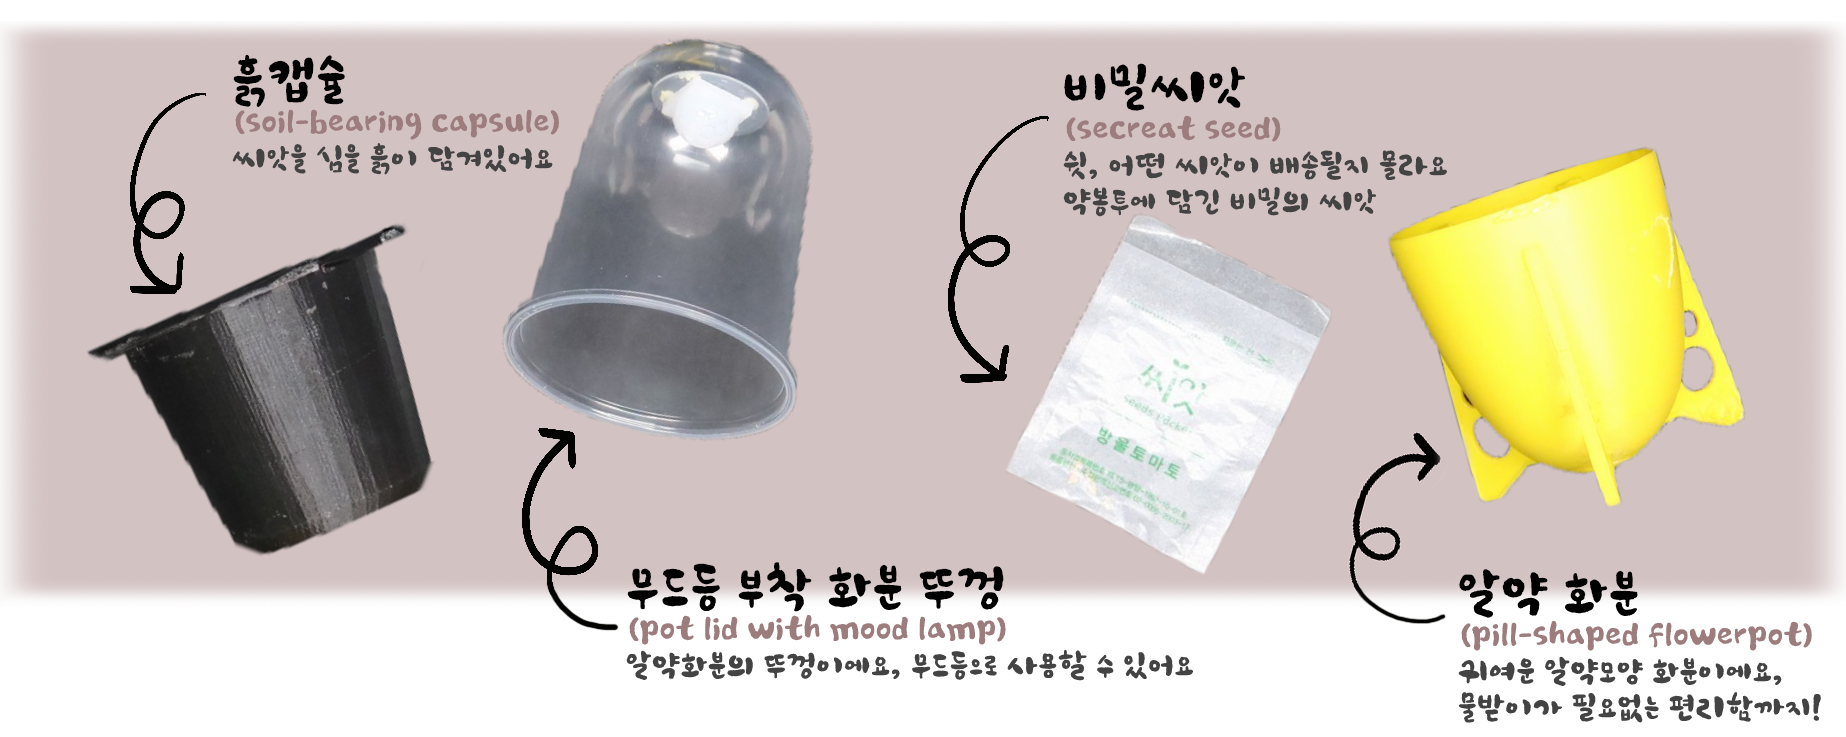 흙캡슐
(soil-bearing capsule)
씨앗을 심을 흙이 담겨있어요
무드등 부착 화분 뚜껑
(pot lid with mood lamp)
알약화분의 뚜껑이에요, 무드등으로 사용할 수 있어요
비밀씨앗
(secreat seed)
쉿, 어떤 씨앗이 배송될지 몰라요
약봉투에 담긴 비밀의 씨앗
씨앗
방울토마토
알약 화분
(pill-shaped flowerpot)
귀여운 알약모양 화분이에요,
물받이가 필요없는 편리함까지!